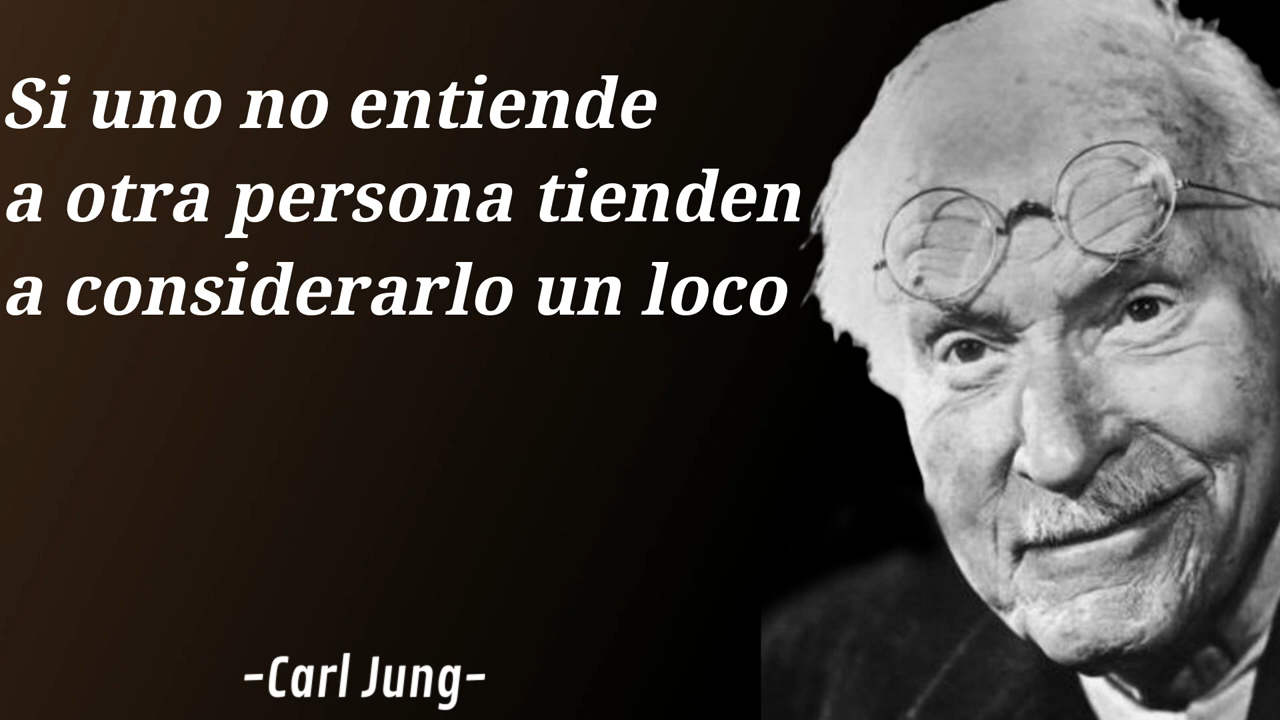 Si uno no entiende
a otra persona tienden
a considerarlo un loco
-Carl Jung-